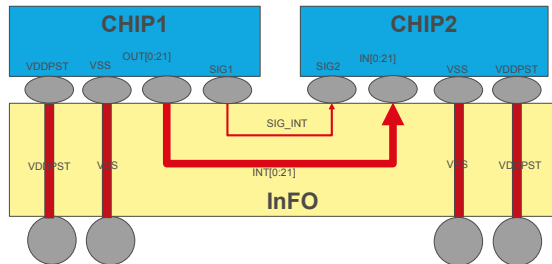 CHIP1
CHIP2
OUT[0:21]
IN[0:21]
VDDPST
VSS
SIG1
SIG2
VSS
VDDPST
SIG_INT
VDDPST
VSS
INT[0:21]
VSS
VDDPST
InFO